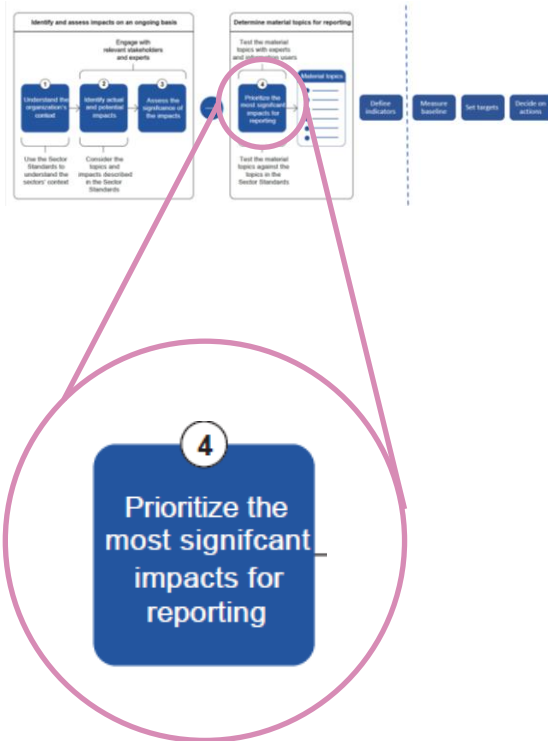 Identify and assess impacts on an ongoing basis
Engage with
relevant stakeholders
and experts
1
Understand the
organization's
context
2
Identify actual
and potential
impacts
3
Assess the
significance of
the impacts
Use the Sector
Standards to
understand the
sectors' context
Consider the
topics and
impacts described
in the Sector
Standards
Determine material topics for reporting
Test the material
topics with experts
and information users
4
Prioritize the
most significant
impacts for
reporting
Material topics
Test the material
topics against the
topics in the
Sector Standards
Define
indicators
Measure
baseline
Set targets
Decide on
actions
4
Prioritize the
most signifcant
impacts for
reporting